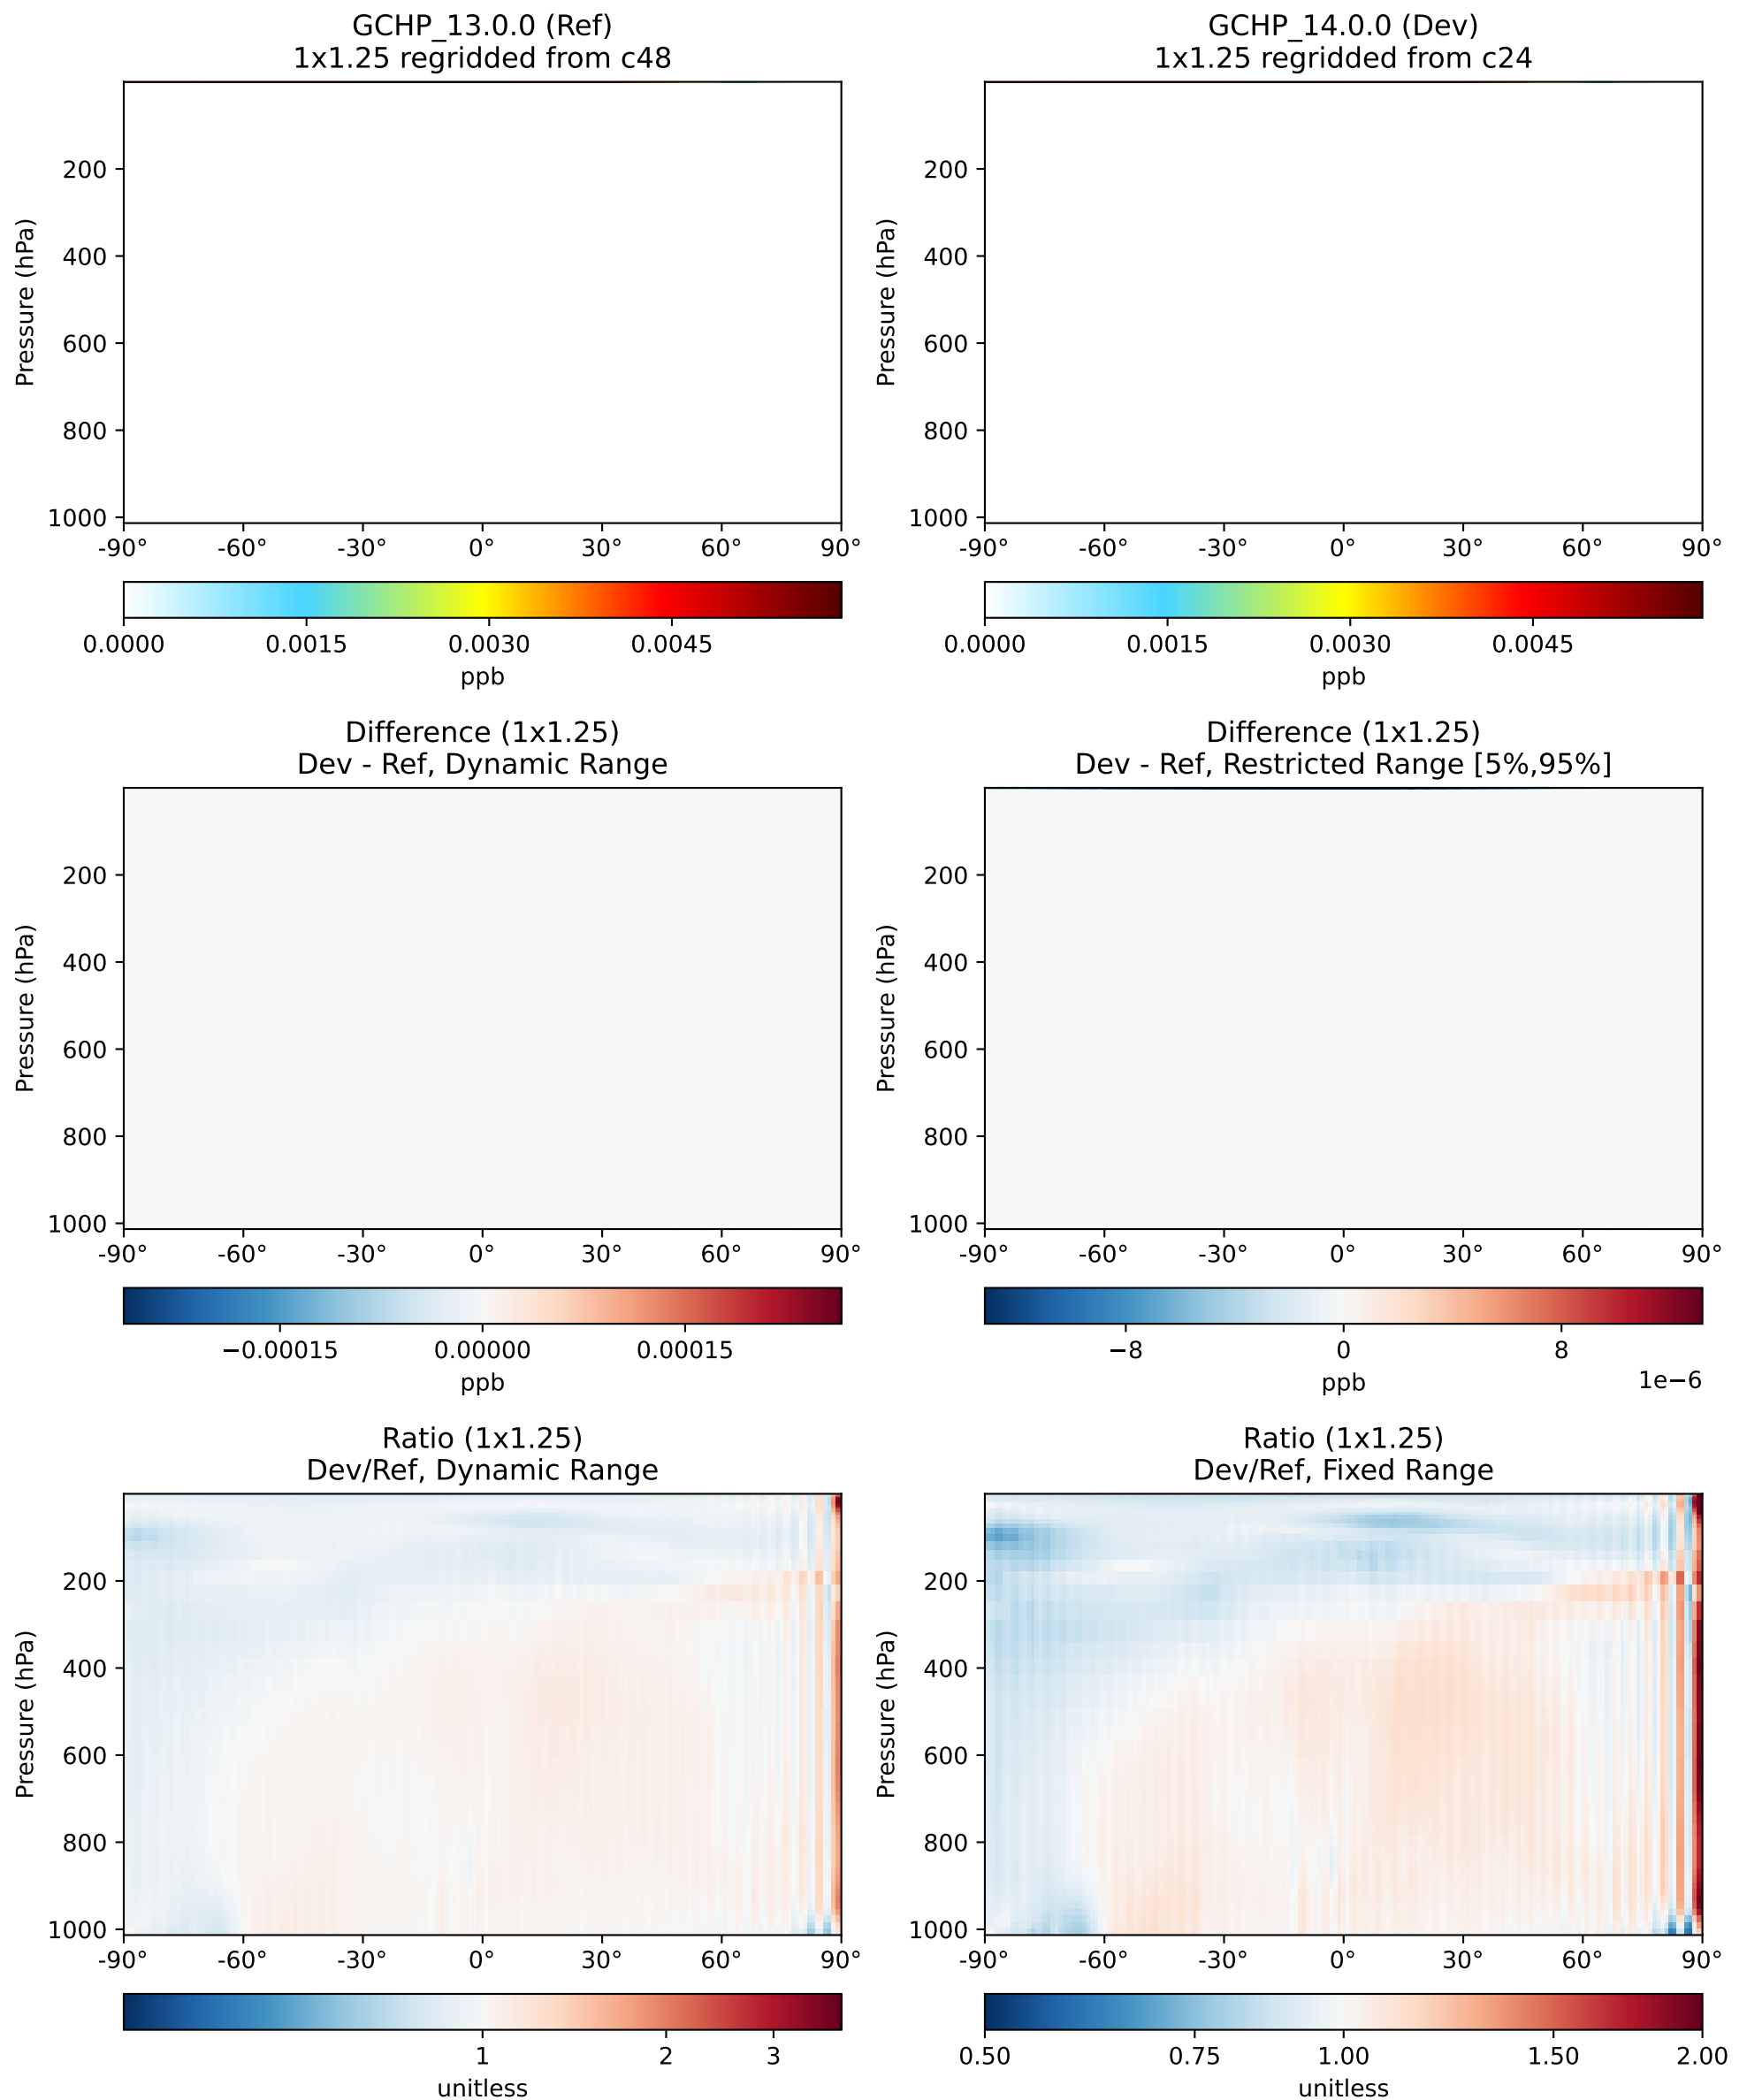 GCHP_13.0.0 (Ref)
1x1.25 regridded from c48
Pressure (hPa)
200
400
600
800
1000
-90° -60° -30° 0° 30° 60° 90°
0.0000 0.0015 0.0030 0.0045
ppb
GCHP_14.0.0 (Dev)
1x1.25 regridded from c24
Pressure (hPa)
200
400
600
800
1000
-90° -60° -30° 0° 30° 60° 90°
0.0000 0.0015 0.0030 0.0045
ppb
Difference (1x1.25)
Dev - Ref, Dynamic Range
Pressure (hPa)
200
400
600
800
1000
-90° -60° -30° 0° 30° 60° 90°
−0.00015 0.00000 0.00015
ppb
Difference (1x1.25)
Dev - Ref, Restricted Range [5%,95%]
Pressure (hPa)
200
400
600
800
1000
-90° -60° -30° 0° 30° 60° 90°
−8 0 8
1e−6
ppb
Ratio (1x1.25)
Dev/Ref, Dynamic Range
Pressure (hPa)
200
400
600
800
1000
-90° -60° -30° 0° 30° 60° 90°
1 2 3
unitless
Ratio (1x1.25)
Dev/Ref, Fixed Range
Pressure (hPa)
200
400
600
800
1000
-90° -60° -30° 0° 30° 60° 90°
0.50 0.75 1.00 1.50 2.00
unitless